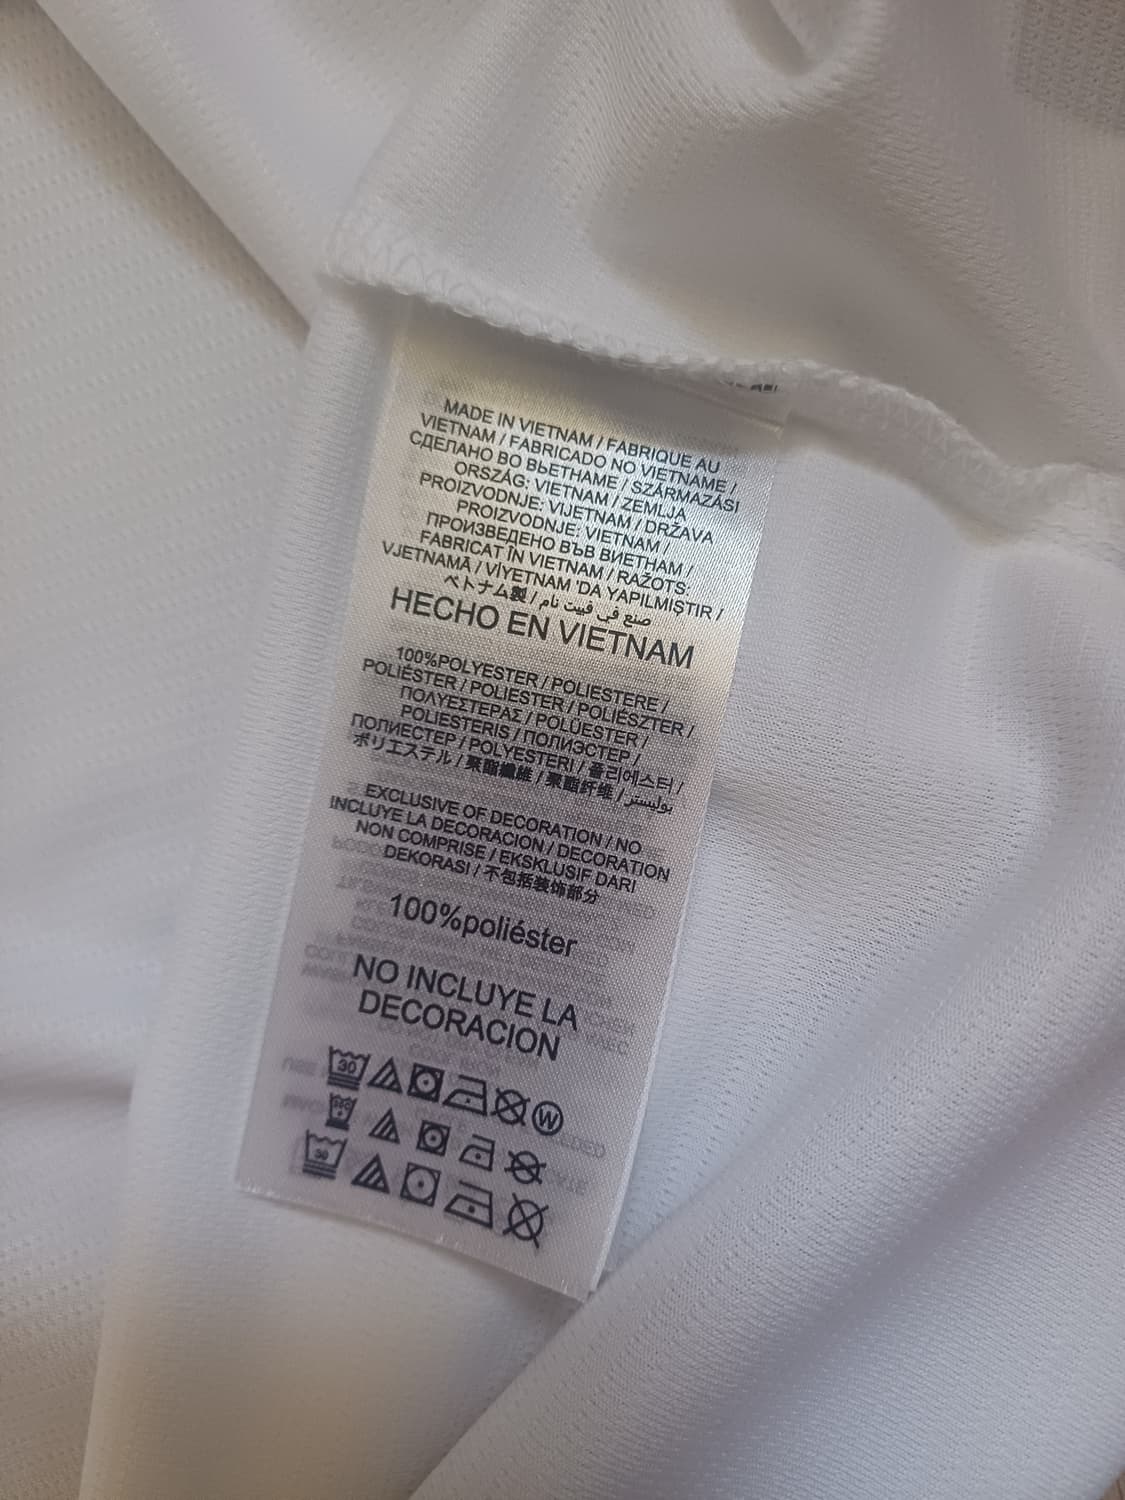 MADE IN VIETNAM / FABRIQUE AU
VIETNAM / FABRICADO NO VIETNAME /
СДЕЛАНО ВО ВЬЕТНАМЕ / SZÁRMAZÁSI
ORSZÁG: VIETNAM / ZEMLJA
PROIZVODNJE: VIJETNAM / DRŽAVA
PROIZVODNJE: VIETNAM /
ПРОИЗВЕДЕНО ВЪВ ВИЕТНАМ /
FABRICAT ÎN VIETNAM / RAŽOTS:
VJETNAMĀ / VİYETNAM 'DA YAPILMIŞTIR /
ベトナム製 / صنع في فييت نام
HECHO EN VIETNAM
100%POLYESTER / POLIESTERE /
POLIÉSTER / POLIESTER / POLIÉSZTER /
ΠΟΛΥΕΣΤΕΡΑΣ / POLÜESTER /
POLIESTERIS / ПОЛИЭСТЕР /
ПОЛИЕСТЕР / POLYESTERI / 폴리에스터 /
ポリエステル / 聚酯纖維 / 聚酯纤维 / بوليستر
EXCLUSIVE OF DECORATION / NO
INCLUYE LA DECORACION / DECORATION
NON COMPRISE / EKSKLUSIF DARI
DEKORASI / 不包括装饰部分
100%poliéster
NO INCLUYE LA
DECORACION
30 W
30